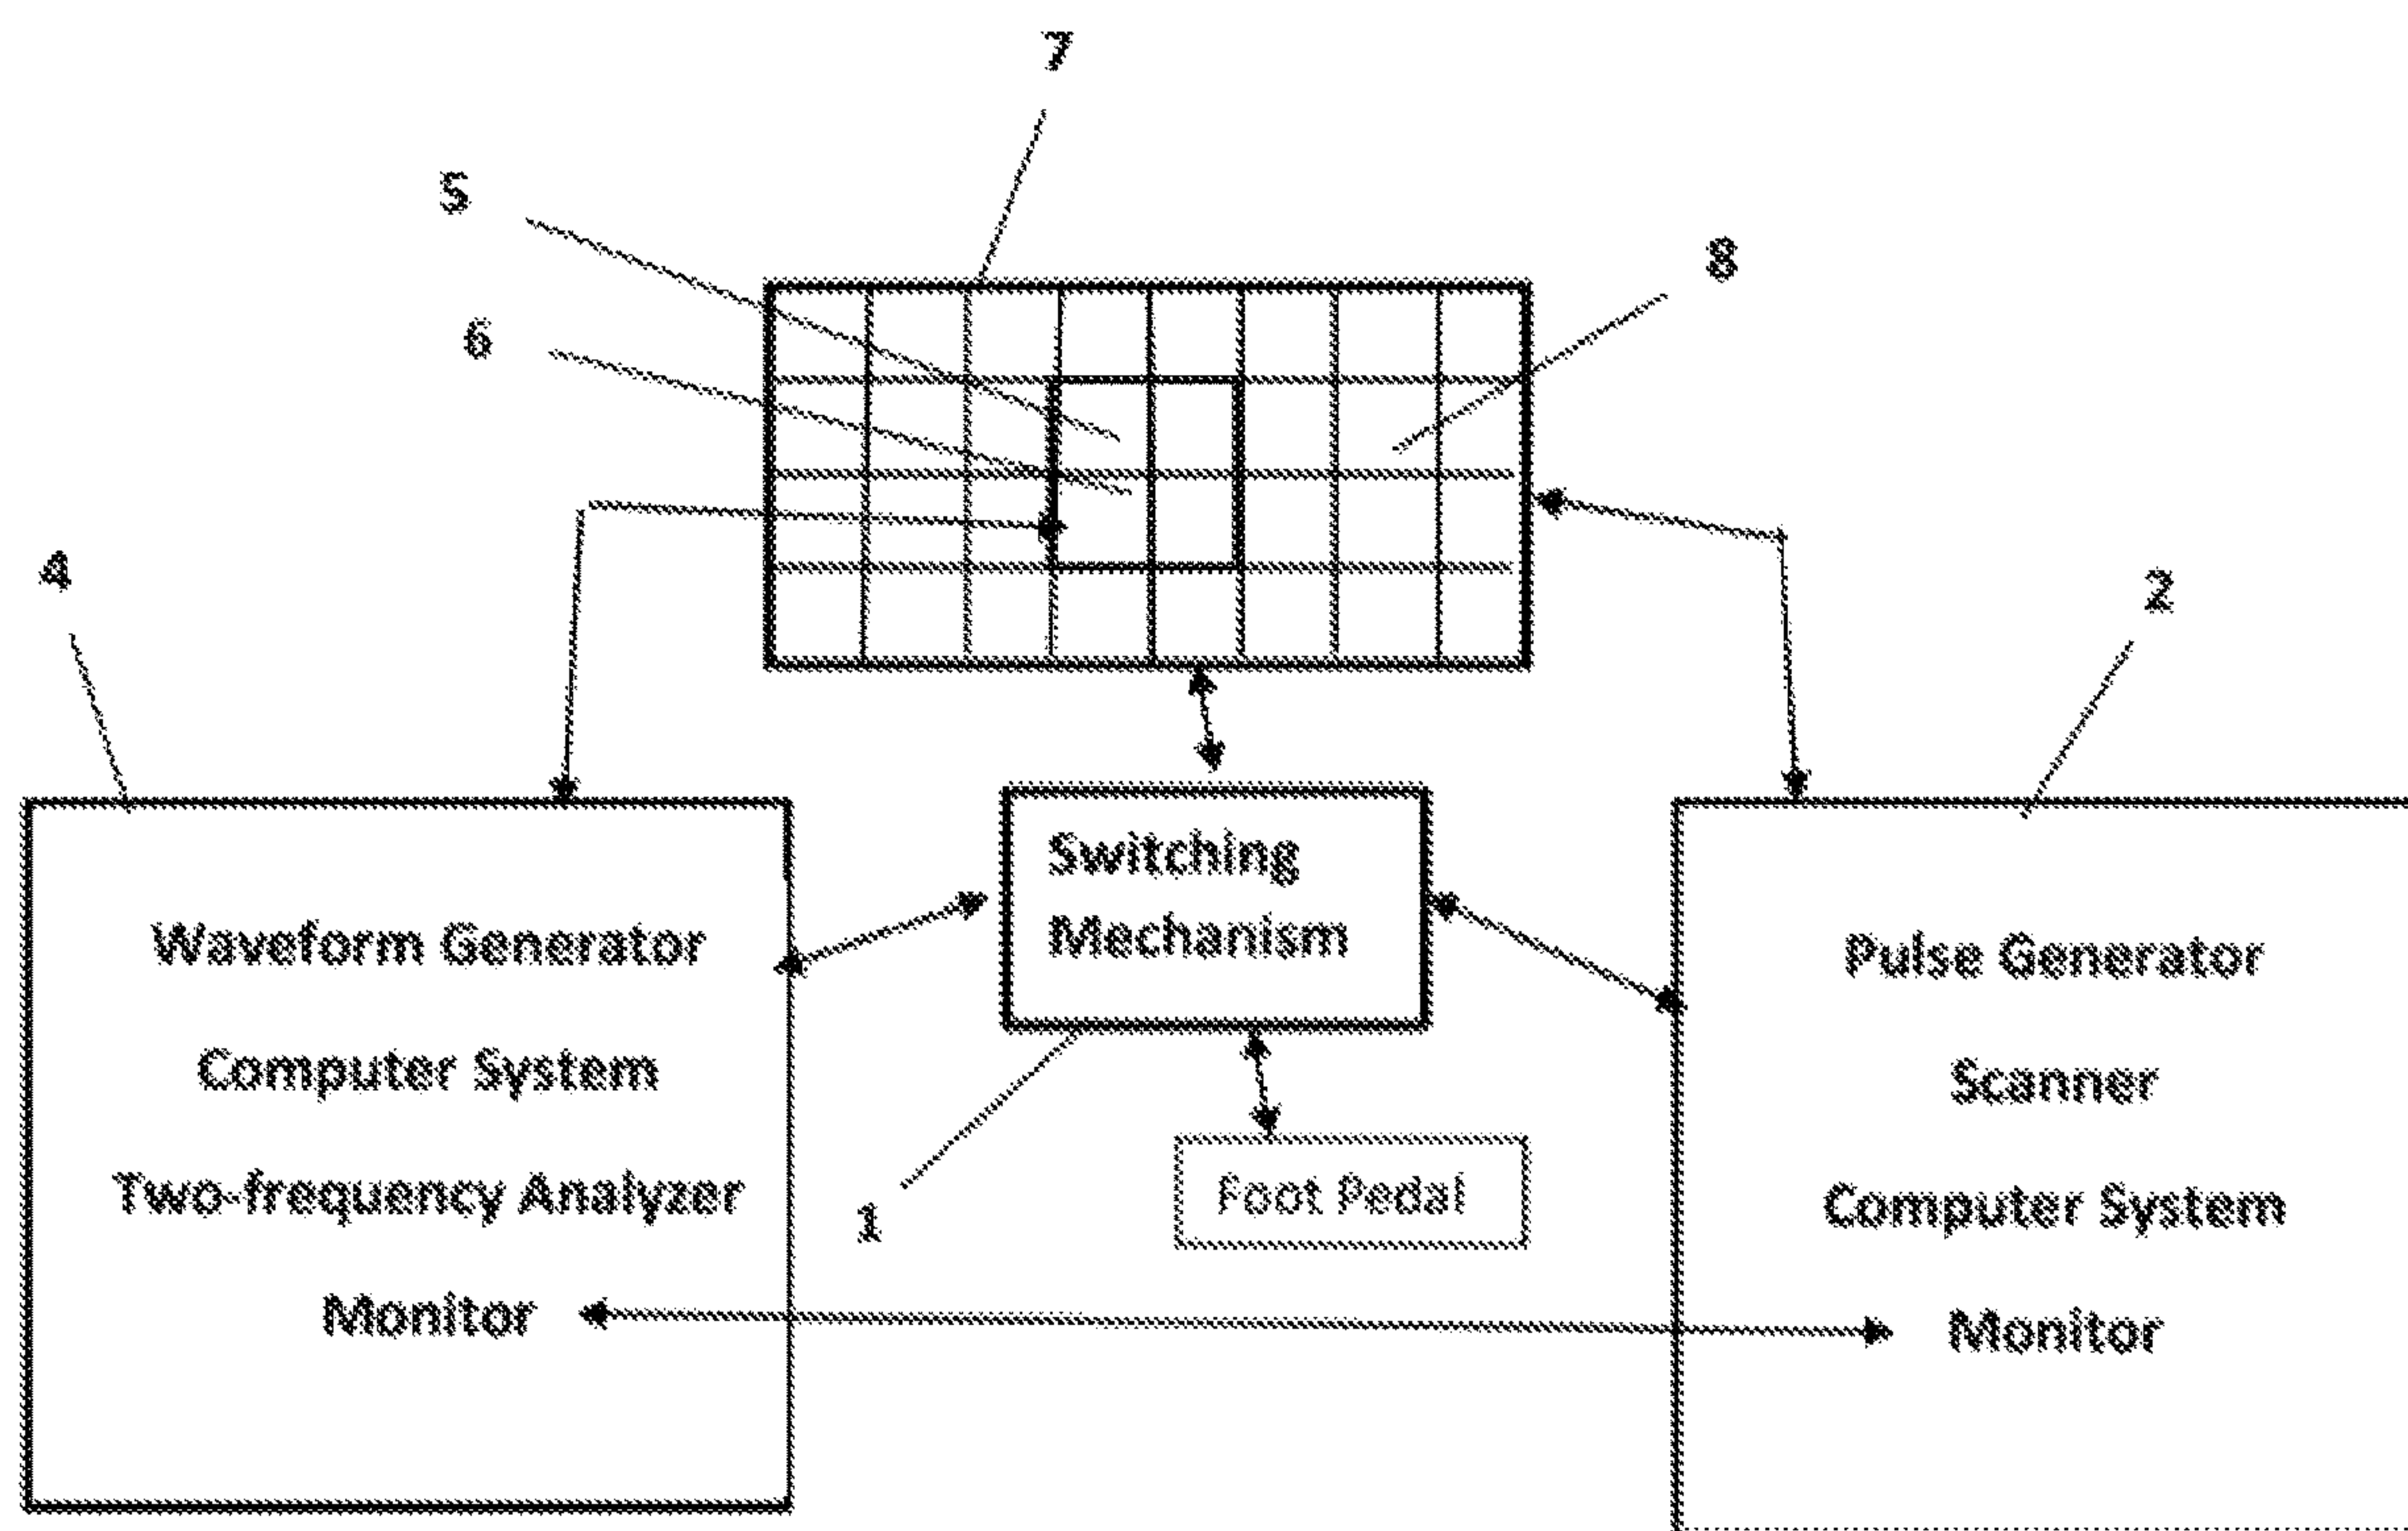 7
5
8
6
4
2
Switching
Mechanism
Waveform Generator
Computer System
Two-frequency Analyzer
Monitor
Pulse Generator
Scanner
Computer System
Monitor
1
Foot Pedal